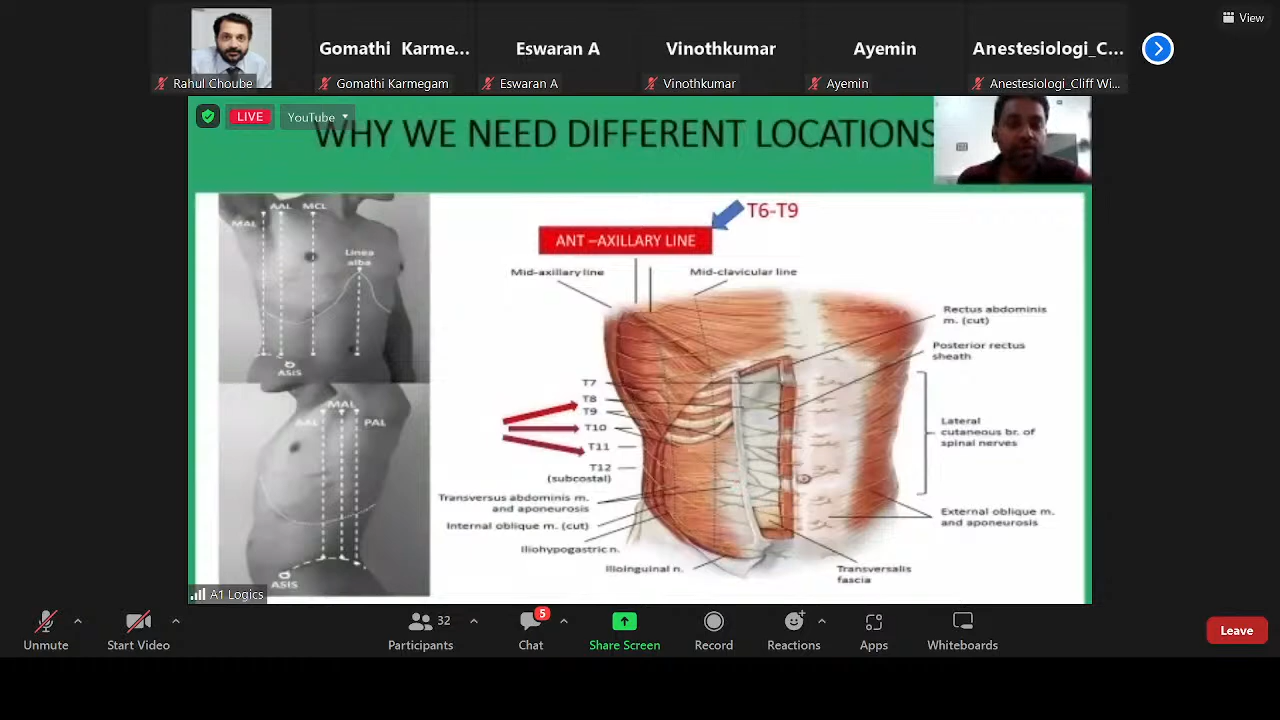 View
Gomathi Karme...
Eswaran A
Vinothkumar
Ayemin
Anestesiologi_C...
Rahul Choube
Gomathi Karmegam
Eswaran A
Vinothkumar
Ayemin
Anestesiologi_Cliff Wi...
LIVE
YouTube
WHY WE NEED DIFFERENT LOCATIONS
MAL
AAL
MCL
Linea
alba
ASIS
MAL
AAL
PAL
ASIS
T6-T9
ANT –AXILLARY LINE
Mid-axillary line
Mid-clavicular line
Rectus abdominis
m. (cut)
Posterior rectus
sheath
T7
T8
T9
T10
T11
T12
(subcostal)
Lateral
cutaneous br. of
spinal nerves
Transversus abdominis m.
and aponeurosis
Internal oblique m. (cut)
Iliohypogastric n.
Ilioinguinal n.
External oblique m.
and aponeurosis
Transversalis
fascia
A1 Logics
Unmute
Start Video
32
Participants
5
Chat
Share Screen
Record
Reactions
Apps
Whiteboards
Leave